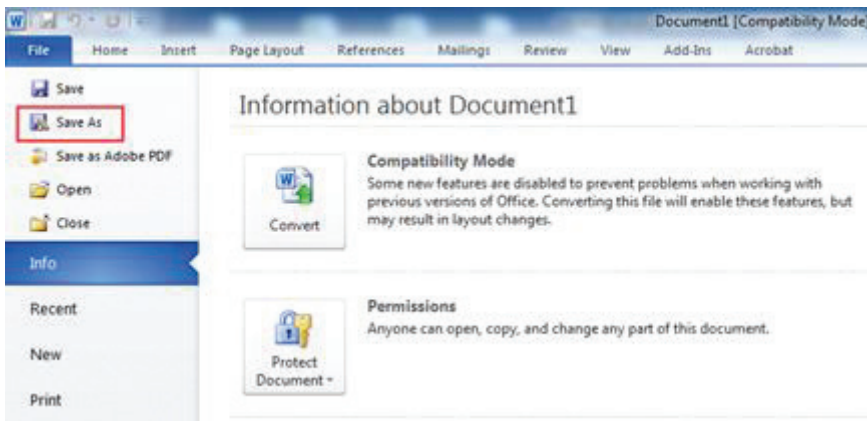 Document1 [Compatibility Mode]
File Home Insert Page Layout References Mailings Review View Add-Ins Acrobat
Save
Save As
Save as Adobe PDF
Open
Close
Info
Recent
New
Print
Information about Document1
Convert
Compatibility Mode
Some new features are disabled to prevent problems when working with
previous versions of Office. Converting this file will enable these features, but
may result in layout changes.
Protect
Document
Permissions
Anyone can open, copy, and change any part of this document.